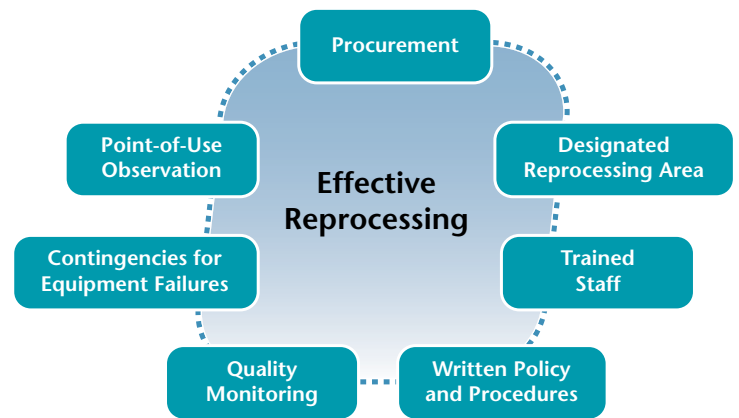 Procurement
Point-of-Use
Observation
Designated
Reprocessing Area
Effective
Reprocessing
Contingencies for
Equipment Failures
Trained
Staff
Quality
Monitoring
Written Policy
and Procedures